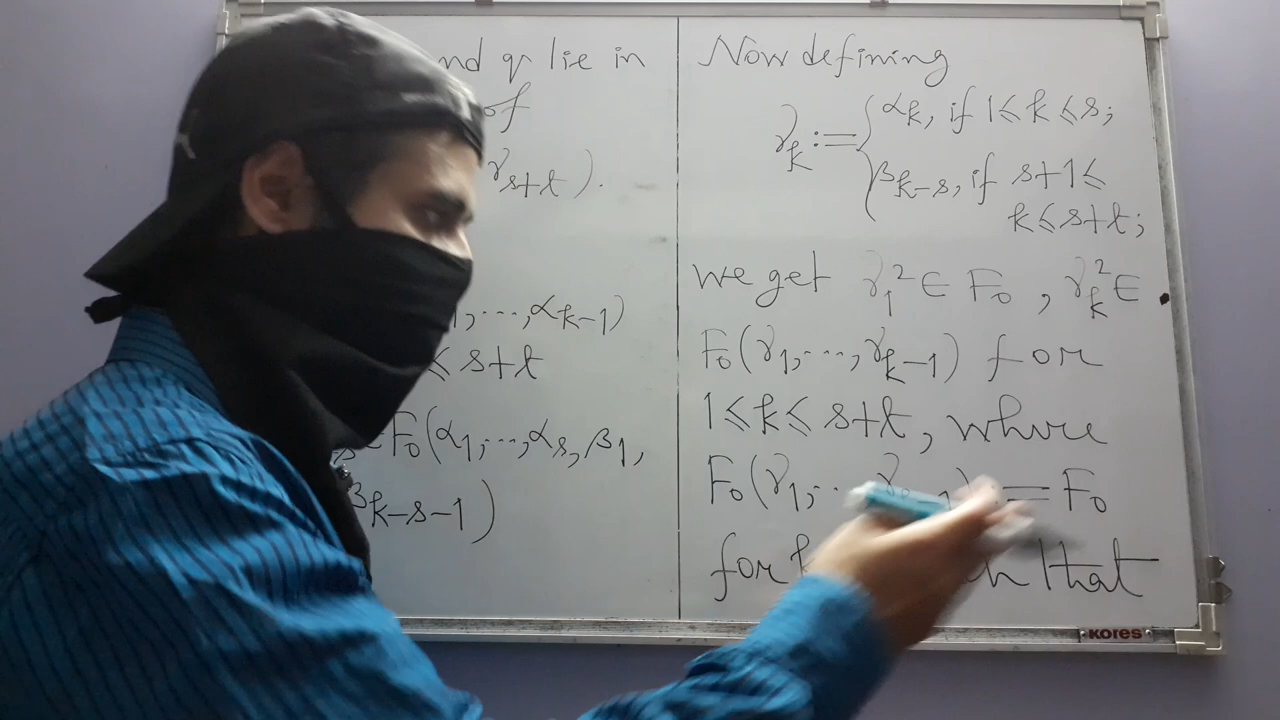 nd q lie in
of
γ_{s+t}).
1,...,α_{k-1})
≤ s+t
F₀(α₁,...,α_s,β₁,
β_{k-s-1})
Now defining
γ_k := { α_k, if 1≤k≤s;
β_{k-s}, if s+1≤
k≤s+t;
we get γ₁² ∈ F₀, γ_k² ∈
F₀(γ₁,...,γ_{k-1}) for
1≤k≤s+t, where
F₀(γ₁,... ) = F₀
for that
KORES